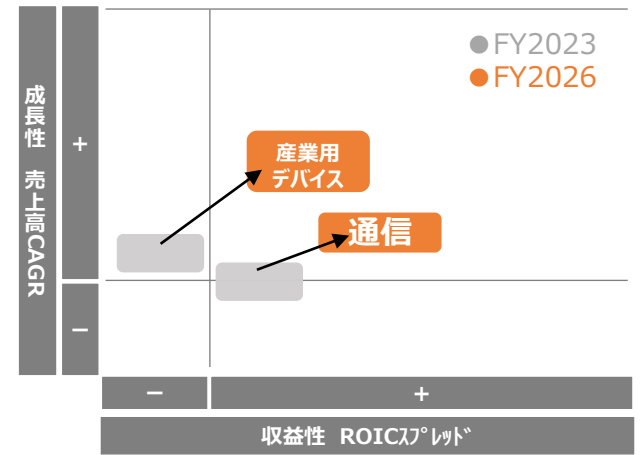 ●FY2023
●FY2026
成長性 売上高CAGR
+
−
産業用
デバイス
通信
− +
収益性 ROICｽﾌﾟﾚｯﾄﾞ